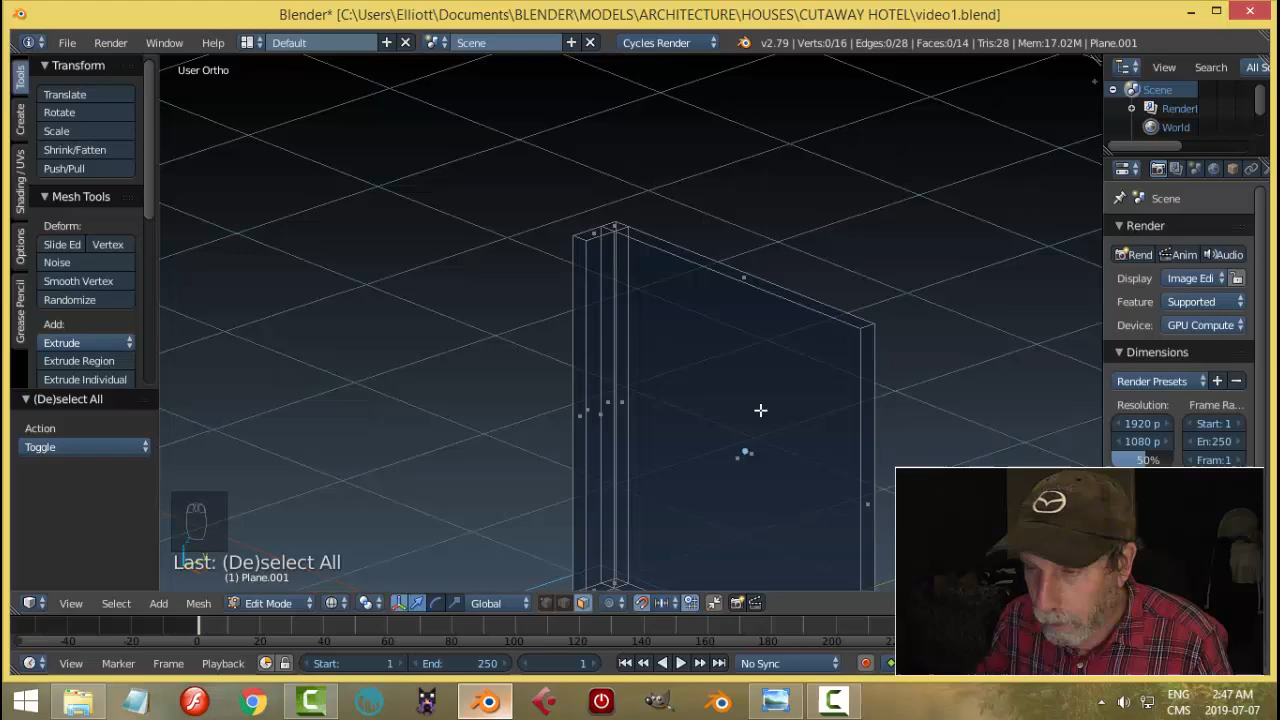 Blender* [C:\Users\Elliott\Documents\BLENDER\MODELS\ARCHITECTURE\HOUSES\CUTAWAY HOTEL\video1.blend]
File Render Window Help Default Scene Cycles Render v2.79 | Verts:0/16 | Edges:0/28 | Faces:0/14 | Tris:28 | Mem:17.02M | Plane.001
Tools
Create
Shading / UVs
Options
Grease Pencil
Transform
Translate
Rotate
Scale
Shrink/Fatten
Push/Pull
Mesh Tools
Deform:
Slide Ed Vertex
Noise
Smooth Vertex
Randomize
Add:
Extrude
Extrude Region
Extrude Individual
(De)select All
Action
Toggle
User Ortho
Last: (De)select All
(1) Plane.001
View Search All Sc
Scene
Renderl
World
Scene
Render
Rend Anim Audio
Display Image Edi
Feature Supported
Device: GPU Compute
Dimensions
Render Presets
Resolution: Frame Ra...
1920 p Start: 1
1080 p En:250
50% Fram:1
View Select Add Mesh Edit Mode Global
-40 -20 0 20 40 60 80 100 120 140 160 180 200
View Marker Frame Playback Start: 1 End: 250 1 No Sync
ENG
CMS
2:47 AM
2019-07-07